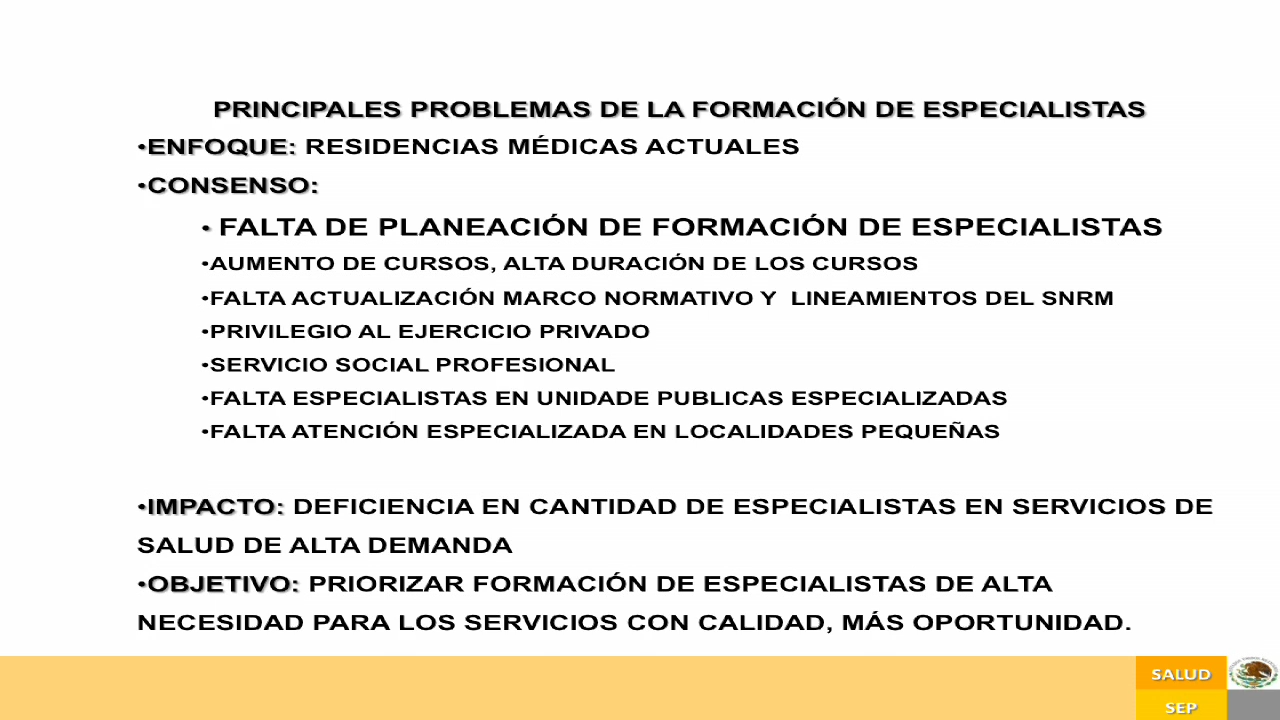 PRINCIPALES PROBLEMAS DE LA FORMACIÓN DE ESPECIALISTAS
•ENFOQUE: RESIDENCIAS MÉDICAS ACTUALES
•CONSENSO:
• FALTA DE PLANEACIÓN DE FORMACIÓN DE ESPECIALISTAS
•AUMENTO DE CURSOS, ALTA DURACIÓN DE LOS CURSOS
•FALTA ACTUALIZACIÓN MARCO NORMATIVO Y LINEAMIENTOS DEL SNRM
•PRIVILEGIO AL EJERCICIO PRIVADO
•SERVICIO SOCIAL PROFESIONAL
•FALTA ESPECIALISTAS EN UNIDADE PUBLICAS ESPECIALIZADAS
•FALTA ATENCIÓN ESPECIALIZADA EN LOCALIDADES PEQUEÑAS
•IMPACTO: DEFICIENCIA EN CANTIDAD DE ESPECIALISTAS EN SERVICIOS DE
SALUD DE ALTA DEMANDA
•OBJETIVO: PRIORIZAR FORMACIÓN DE ESPECIALISTAS DE ALTA
NECESIDAD PARA LOS SERVICIOS CON CALIDAD, MÁS OPORTUNIDAD.
SALUD
SEP